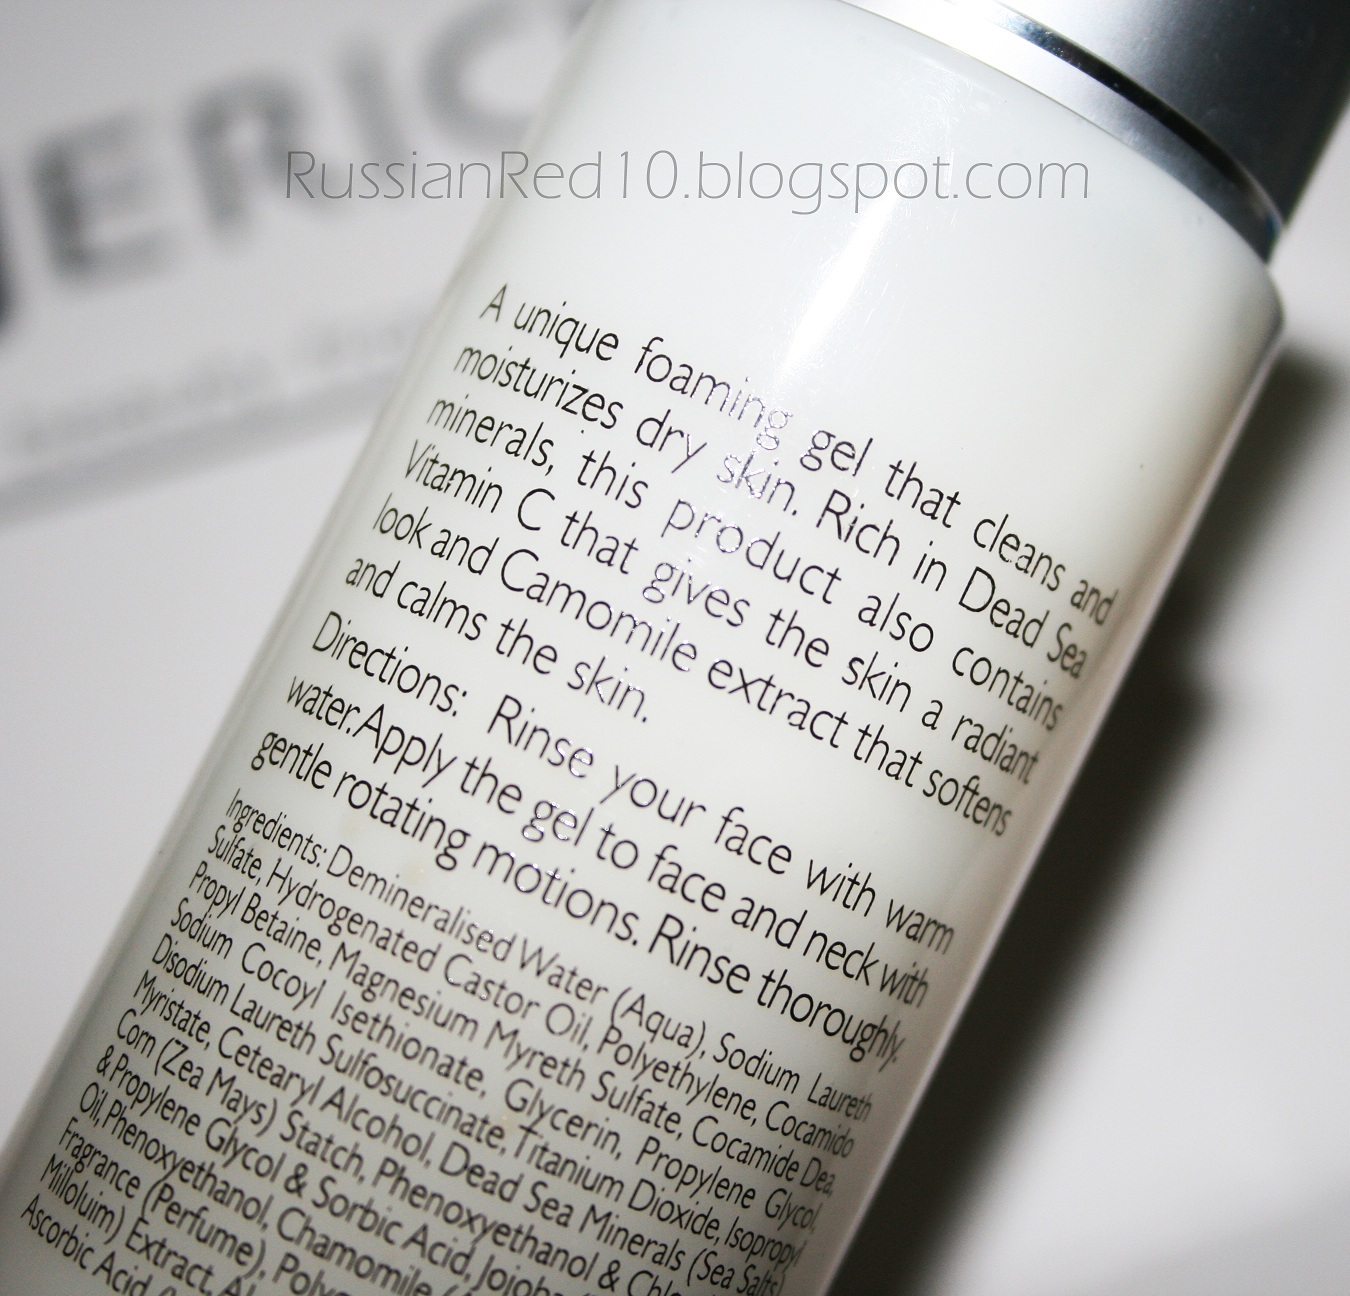 ERIC
RussianRed10.blogspot.com
A unique foaming gel that cleans and
moisturizes dry skin. Rich in Dead Sea
minerals, this product also contains
Vitamin C that gives the skin a radiant
look and Camomile extract that softens
and calms the skin.
Directions: Rinse your face with warm
water. Apply the gel to face and neck with
gentle rotating motions. Rinse thoroughly.
Ingredients: Demineralised Water (Aqua), Sodium Laureth
Sulfate, Hydrogenated Castor Oil, Polyethylene, Cocamido
Propyl Betaine, Magnesium Myreth Sulfate, Cocamide Dea,
Sodium Cocoyl Isethionate, Glycerin, Propylene Glycol,
Disodium Laureth Sulfosuccinate, Titanium Dioxide, Isopropyl
Myristate, Cetearyl Alcohol, Dead Sea Minerals (Sea Salts)
Corn (Zea Mays) Statch, Phenoxyethanol &
& Propylene Glycol & Sorbic Acid, Jojoba
Oil, Phenoxyethanol, Chamomile
Fragrance (Perfume),
Milloluim) Extract,
Ascorbic Acid